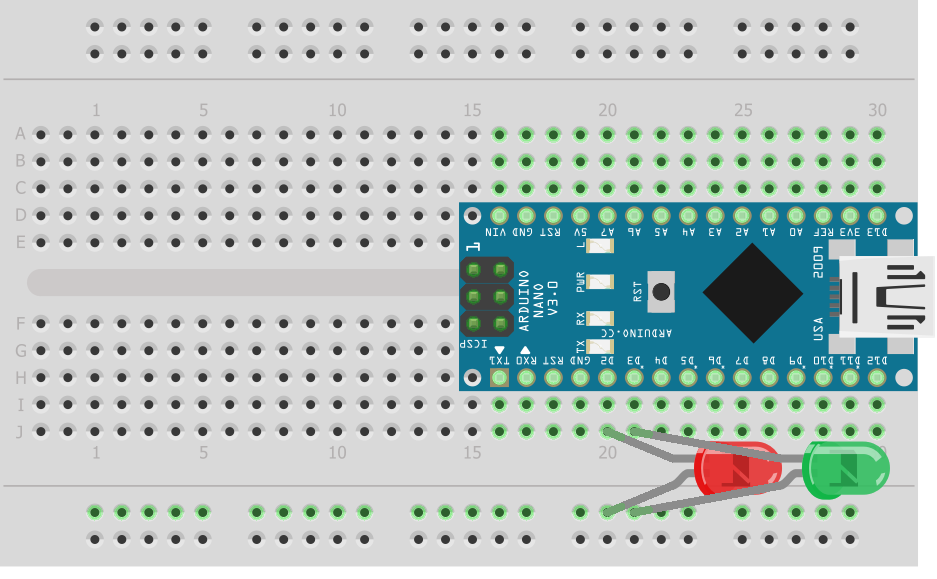 1 5 10 15 20 25 30
A
B
C
D
E
VIN GND RST 5V A7 A6 A5 A4 A3 A2 A1 A0 REF 3V3 D13
1
L
PWR
RX
TX
ARDUINO
NANO
V3.0
RST
ARDUINO.CC
2009
USA
ICSP
TX1 RX0 RST GND D2 D3* D4 D5* D6* D7 D8 D9* D10* D11* D12
F
G
H
I
J
1 5 10 15 20